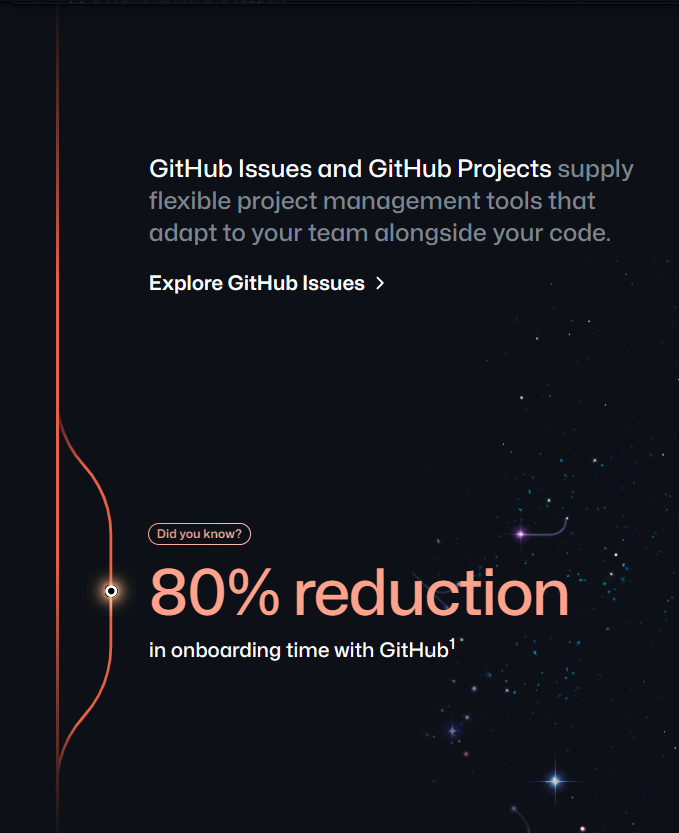 GitHub Issues and GitHub Projects supply
flexible project management tools that
adapt to your team alongside your code.
Explore GitHub Issues
Did you know?
80% reduction
in onboarding time with GitHub¹